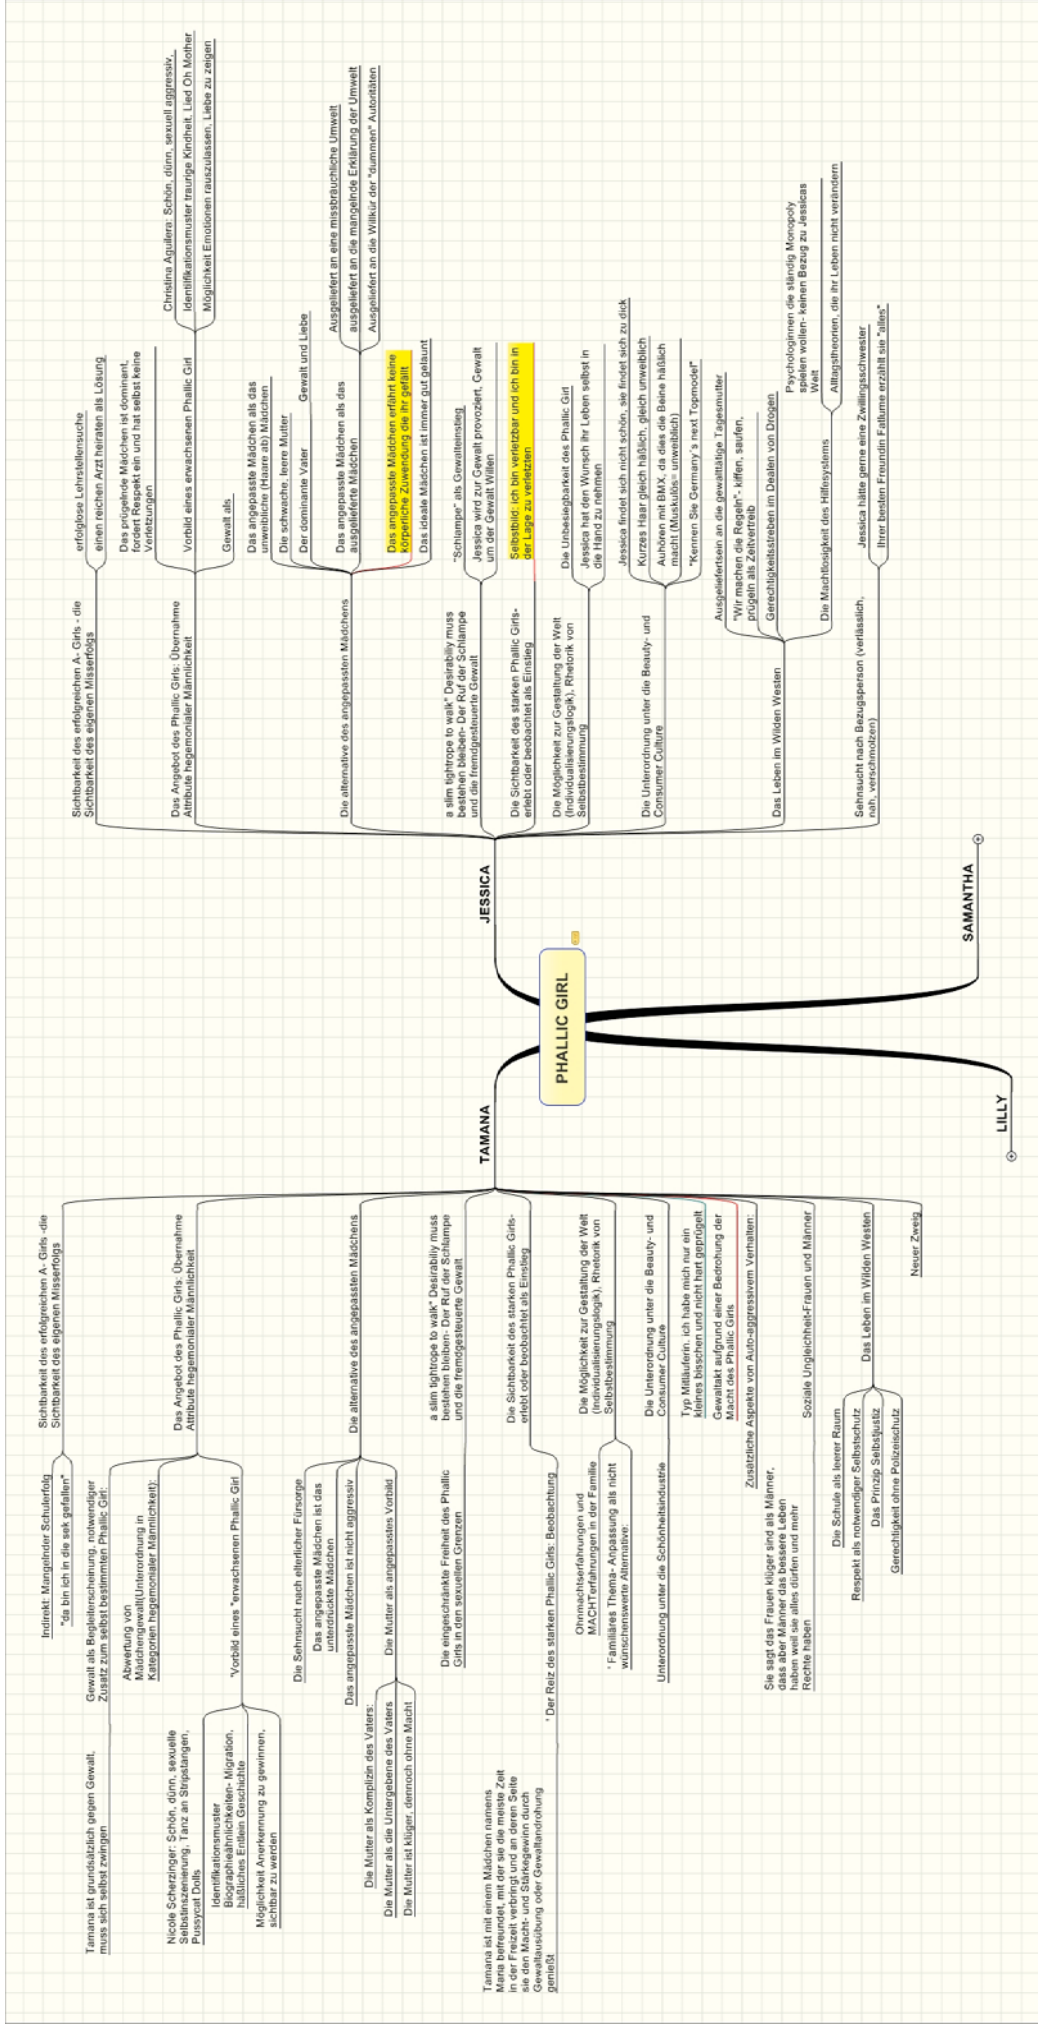 PHALLIC GIRL
TAMANA
Sichtbarkeit des erfolgreichen A- Girls -die
Sichtbarkeit des eigenen Misserfolgs
Indirekt: Mangelnder Schulerfolg
"da bin ich in die sek gefallen"
Das Angebot des Phallic Girls: Übernahme
Attribute hegemonialer Männlichkeit
Gewalt als Begleiterscheinung, notwendiger
Zusatz zum selbst bestimmten Phallic Girl:
Tamana ist grundsätzlich gegen Gewalt,
muss sich selbst zwingen
Abwertung von
Mädchengewalt(Unterordnung in
Kategorien hegemonialer Männlichkeit):
"Vorbild eines "erwachsenen Phallic Girl
Nicole Scherzinger: Schön, dünn, sexuelle
Selbstinszenierung, Tanz an Stripstangen,
Pussycat Dolls
Identifikationsmuster
Biographieähnlichkeiten- Migration,
häßliches Entlein Geschichte
Möglichkeit Anerkennung zu gewinnen,
sichtbar zu werden
Die alternative des angepassten Mädchens
Die Sehnsucht nach elterlicher Fürsorge
Das angepasste Mädchen ist das
unterdrückte Mädchen
Das angepasste Mädchen ist nicht aggressiv
Die Mutter als angepasstes Vorbild
Die Mutter als Komplizin des Vaters:
Die Mutter als die Untergebene des Vaters
Die Mutter ist klüger, dennoch ohne Macht
a slim tightrope to walk" Desirabiliy muss
bestehen bleiben- Der Ruf der Schlampe
und die fremdgesteuerte Gewalt
Die eingeschränkte Freiheit des Phallic
Girls in den sexuellen Grenzen
Die Sichtbarkeit des starken Phallic Girls-
erlebt oder beobachtet als Einstieg
' Der Reiz des starken Phallic Girls: Beobachtung
Tamana ist mit einem Mädchen namens
Maria befreundet, mit der sie die meiste Zeit
in der Freizeit verbringt und an deren Seite
sie den Macht- und Stärkegewinn durch
Gewaltausübung oder Gewaltandrohung
genießt
Die Möglichkeit zur Gestaltung der Welt
(Individualisierungslogik), Rhetorik von
Selbstbestimmung
Ohnmachtserfahrungen und
MACHTerfahrungen in der Familie
' Familiäres Thema- Anpassung als nicht
wünschenswerte Alternative:
Die Unterordnung unter die Beauty- und
Consumer Culture
Unterordnung unter die Schönheitsindustrie
Typ Mitläuferin. ich habe mich nur ein
kleines bisschen und nicht hart geprügelt
Gewaltakt aufgrund einer Bedrohung der
Macht des Phallic Girls
Zusätzliche Aspekte von Auto-aggressivem Verhalten:
Soziale Ungleichheit-Frauen und Männer
Sie sagt das Frauen klüger sind als Männer,
dass aber Männer das bessere Leben
haben weil sie alles dürfen und mehr
Rechte haben
Das Leben im Wilden Westen
Die Schule als leerer Raum
Respekt als notwendiger Selbstschutz
Das Prinzip Selbstjustiz
Gerechtigkeit ohne Polizeischutz
Neuer Zweig
JESSICA
Sichtbarkeit des erfolgreichen A- Girls - die
Sichtbarkeit des eigenen Misserfolgs
erfoglose Lehrstellensuche
einen reichen Arzt heiraten als Lösung
Das Angebot des Phallic Girls: Übernahme
Attribute hegemonialer Männlichkeit
Das prügelnde Mädchen ist dominant,
fordert Respekt ein und hat selbst keine
Verletzungen
Vorbild eines erwachsenen Phallic Girl
Christina Aguilera: Schön, dünn, sexuell aggressiv,
Identilfikationsmuster traurige Kindheit, Lied Oh Mother
Möglichkeit Emotionen rauszulassen, Liebe zu zeigen
Gewalt als
Die alternative des angepassten Mädchens
Das angepasste Mädchen als das
unweibliche (Haare ab) Mädchen
Die schwache, leere Mutter
Der dominante Vater
Gewalt und Liebe
Das angepasste Mädchen als das
ausgelieferte Mädchen
Ausgeliefert an eine missbräuchliche Umwelt
ausgeliefert an die mangelnde Erklärung der Umwelt
Ausgeliefert an die Willkür der "dummen" Autoritäten
Das angepasste Mädchen erfährt keine
körperliche Zuwendung die ihr gefällt
Das ideale Mädchen ist immer gut gelaunt
a slim tightrope to walk" Desirabiliy muss
bestehen bleiben- Der Ruf der Schlampe
und die fremdgesteuerte Gewalt
"Schlampe" als Gewalteinstieg
Jessica wird zur Gewalt provoziert, Gewalt
um der Gewalt Willen
Die Sichtbarkeit des starken Phallic Girls-
erlebt oder beobachtet als Einstieg
Selbstbild: ich bin verletzbar und ich bin in
der Lage zu verletzten
Die Möglichkeit zur Gestaltung der Welt
(Individualisierungslogik), Rhetorik von
Selbstbestimmung
Die Unbesiegbarkeit des Phallic Girl
Jessica hat den Wunsch ihr Leben selbst in
die Hand zu nehmen
Die Unterordnung unter die Beauty- und
Consumer Culture
Jessica findet sich nicht schön, sie findet sich zu dick
Kurzes Haar gleich häßlich, gleich unweiblich
Auhören mit BMX, da dies die Beine häßlich
macht (Muskulös= unweiblich)
"Kennen Sie Germany's next Topmodel"
Das Leben im Wilden Westen
Ausgeliefertsein an die gewalttätige Tagesmutter
"Wir machen die Regeln"- kiffen, saufen,
prügeln als Zeitvertreib
Gerechtigkeitsstreben im Dealen von Drogen
Die Machtlosigkeit des Hilfesystems
Psychologinnen die ständig Monopoly
spielen wollen- keinen Bezug zu Jessicas
Welt
Alltagstheorien, die ihr Leben nicht verändern
Sehnsucht nach Bezugsperson (verlässlich,
nah, verschmolzen)
Jessica hätte gerne eine Zwillingsschwester
Ihrer besten Freundin Fallume erzählt sie "alles"
SAMANTHA
LILLY